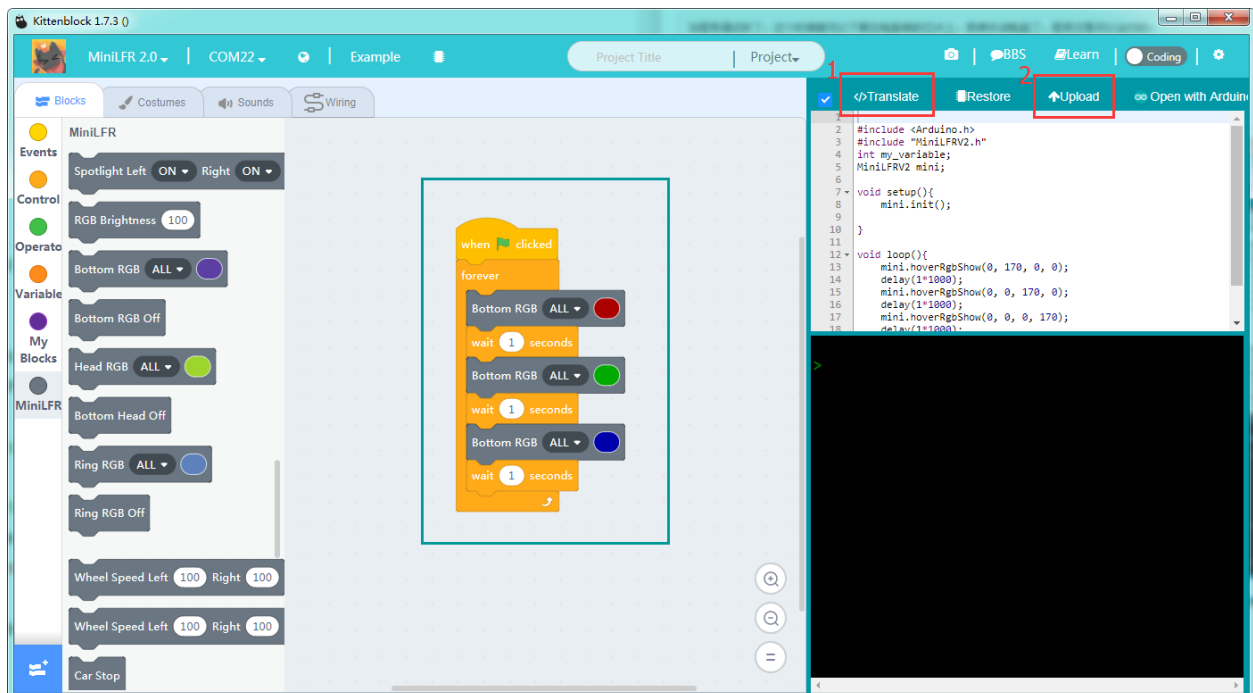 Kittenblock 1.7.3 ()
MiniLFR 2.0 COM22 Example Project Title Project BBS Learn Coding
1
2
Blocks Costumes Sounds Wiring
</>Translate Restore Upload Open with Arduin
MiniLFR
Events
Control
Operato
Variable
My
Blocks
MiniLFR
Spotlight Left ON Right ON
RGB Brightness 100
Bottom RGB ALL
Bottom RGB Off
Head RGB ALL
Bottom Head Off
Ring RGB ALL
Ring RGB Off
Wheel Speed Left 100 Right 100
Wheel Speed Left 100 Right 100
Car Stop
when clicked
forever
Bottom RGB ALL
wait 1 seconds
Bottom RGB ALL
wait 1 seconds
Bottom RGB ALL
wait 1 seconds
1
2 #include <Arduino.h>
3 #include "MiniLFRV2.h"
4 int my_variable;
5 MiniLFRV2 mini;
6
7 void setup(){
8 mini.init();
9
10 }
11
12 void loop(){
13 mini.hoverRgbShow(0, 170, 0, 0);
14 delay(1*1000);
15 mini.hoverRgbShow(0, 0, 170, 0);
16 delay(1*1000);
17 mini.hoverRgbShow(0, 0, 0, 170);
18 delay(1*1000);
>